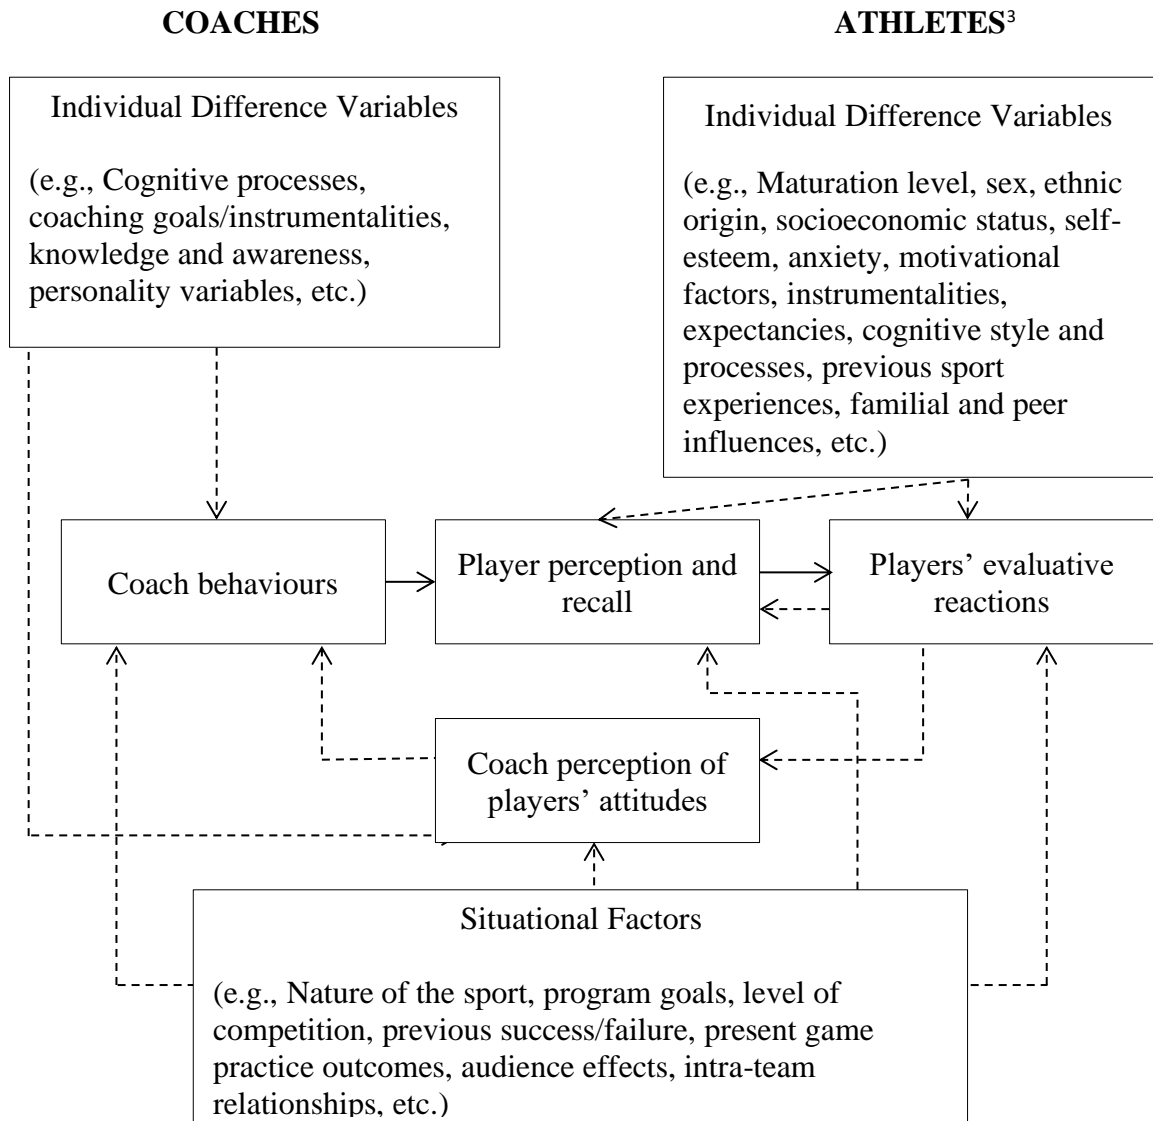 COACHES
ATHLETES³
Individual Difference Variables
(e.g., Cognitive processes,
coaching goals/instrumentalities,
knowledge and awareness,
personality variables, etc.)
Individual Difference Variables
(e.g., Maturation level, sex, ethnic
origin, socioeconomic status, self-
esteem, anxiety, motivational
factors, instrumentalities,
expectancies, cognitive style and
processes, previous sport
experiences, familial and peer
influences, etc.)
Coach behaviours
Player perception and
recall
Players’ evaluative
reactions
Coach perception of
players’ attitudes
Situational Factors
(e.g., Nature of the sport, program goals, level of
competition, previous success/failure, present game
practice outcomes, audience effects, intra-team
relationships, etc.)